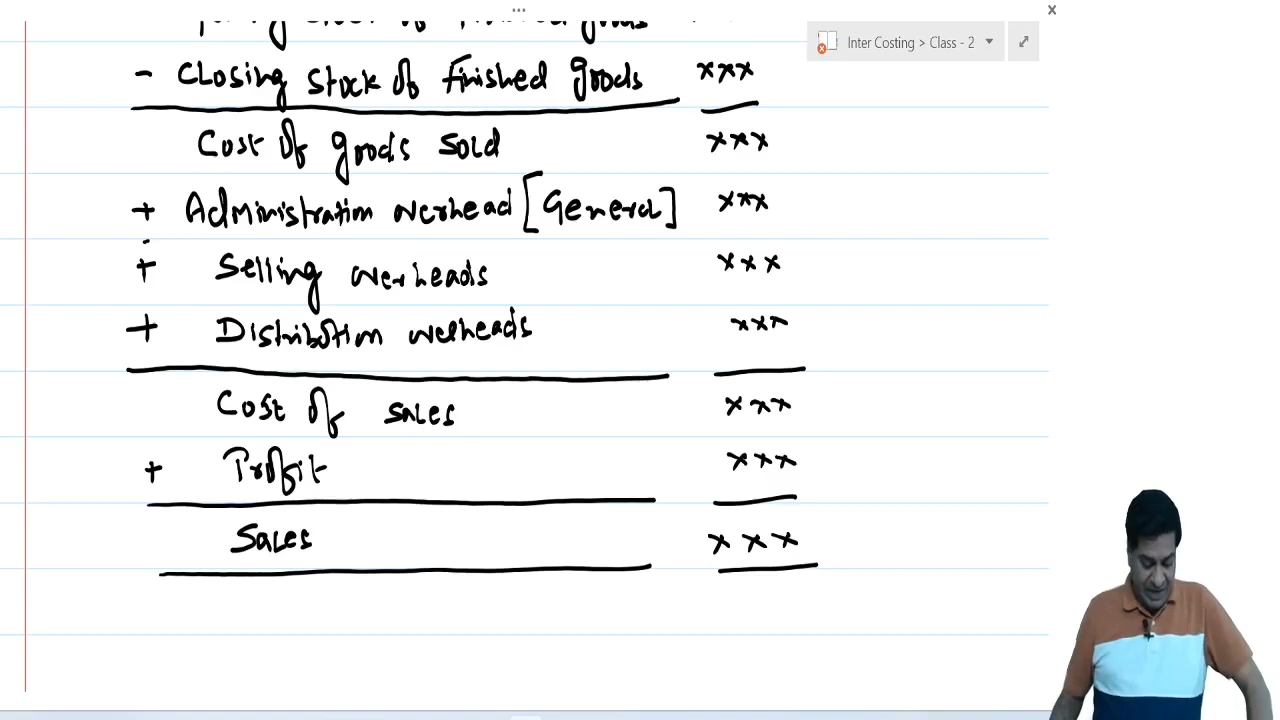 Inter Costing > Class - 2
- Closing Stock of Finished goods xxx
Cost of goods sold xxx
+ Administration overhead [General] xxx
+ Selling overheads xxx
+ Distribution overheads xxx
Cost of sales xxx
+ Profit xxx
Sales xxx